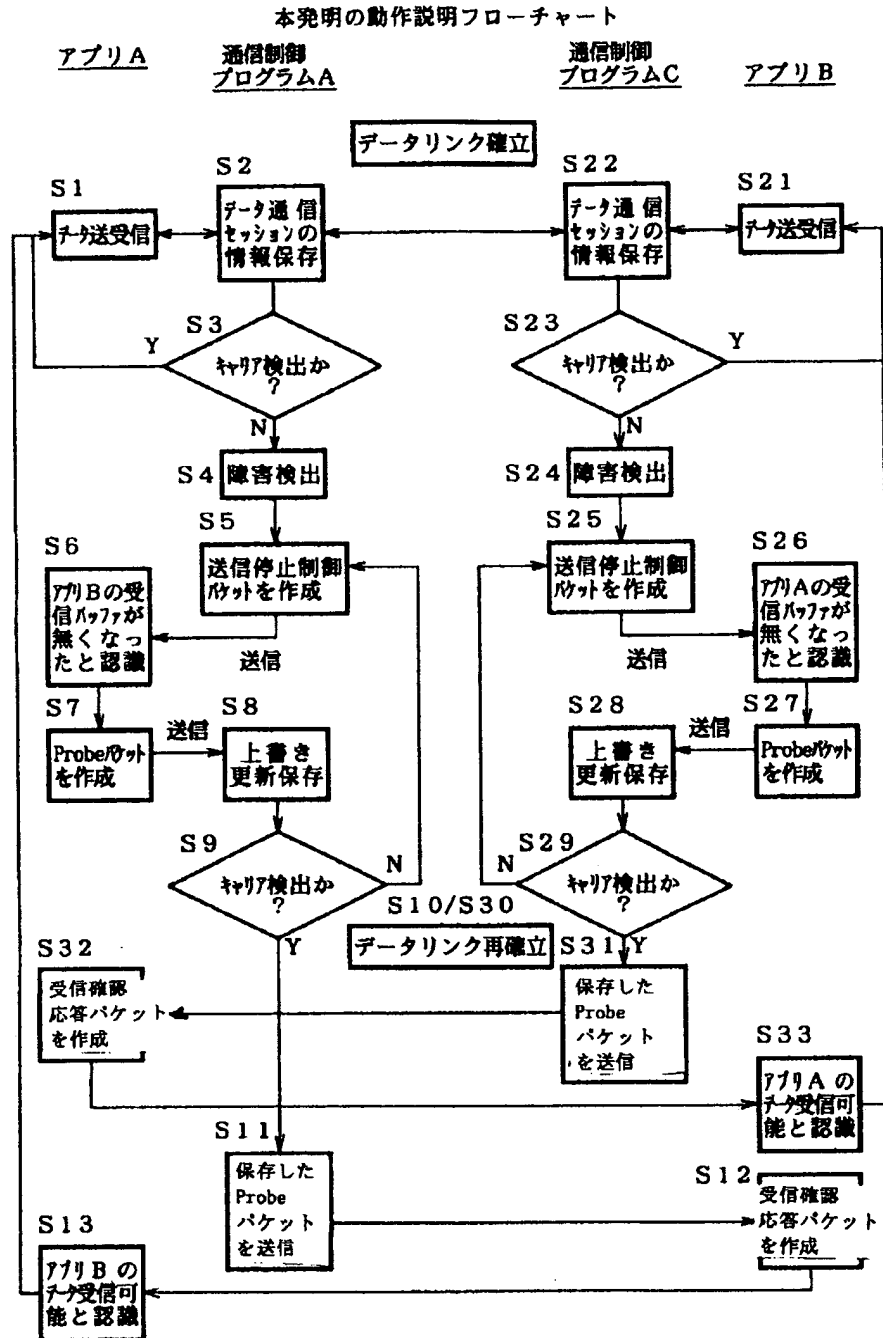 本発明の動作説明フローチャート
アプリA
通信制御
プログラムA
通信制御
プログラムC
アプリB
データリンク確立
S1
データ送受信
S2
データ通信
セッションの
情報保存
S22
データ通信
セッションの
情報保存
S21
データ送受信
S3
キャリア検出か
?
Y
N
S23
キャリア検出か
?
Y
N
S4
障害検出
S24
障害検出
S5
送信停止制御
パケットを作成
送信
S25
送信停止制御
パケットを作成
送信
S6
アプリBの受
信バッファが
無くなっ
たと認識
S26
アプリAの受
信バッファが
無くなっ
たと認識
S7
Probeパケット
を作成
送信
S8
上書き
更新保存
S28
上書き
更新保存
送信
S27
Probeパケット
を作成
S9
キャリア検出か
?
N
Y
S29
キャリア検出か
?
N
Y
S10/S30
データリンク再確立
S32
受信確認
応答パケット
を作成
S31
保存した
Probe
パケット
を送信
S33
アプリAの
データ受信可
能と認識
S11
保存した
Probe
パケット
を送信
S12
受信確認
応答パケット
を作成
S13
アプリBの
データ受信可
能と認識